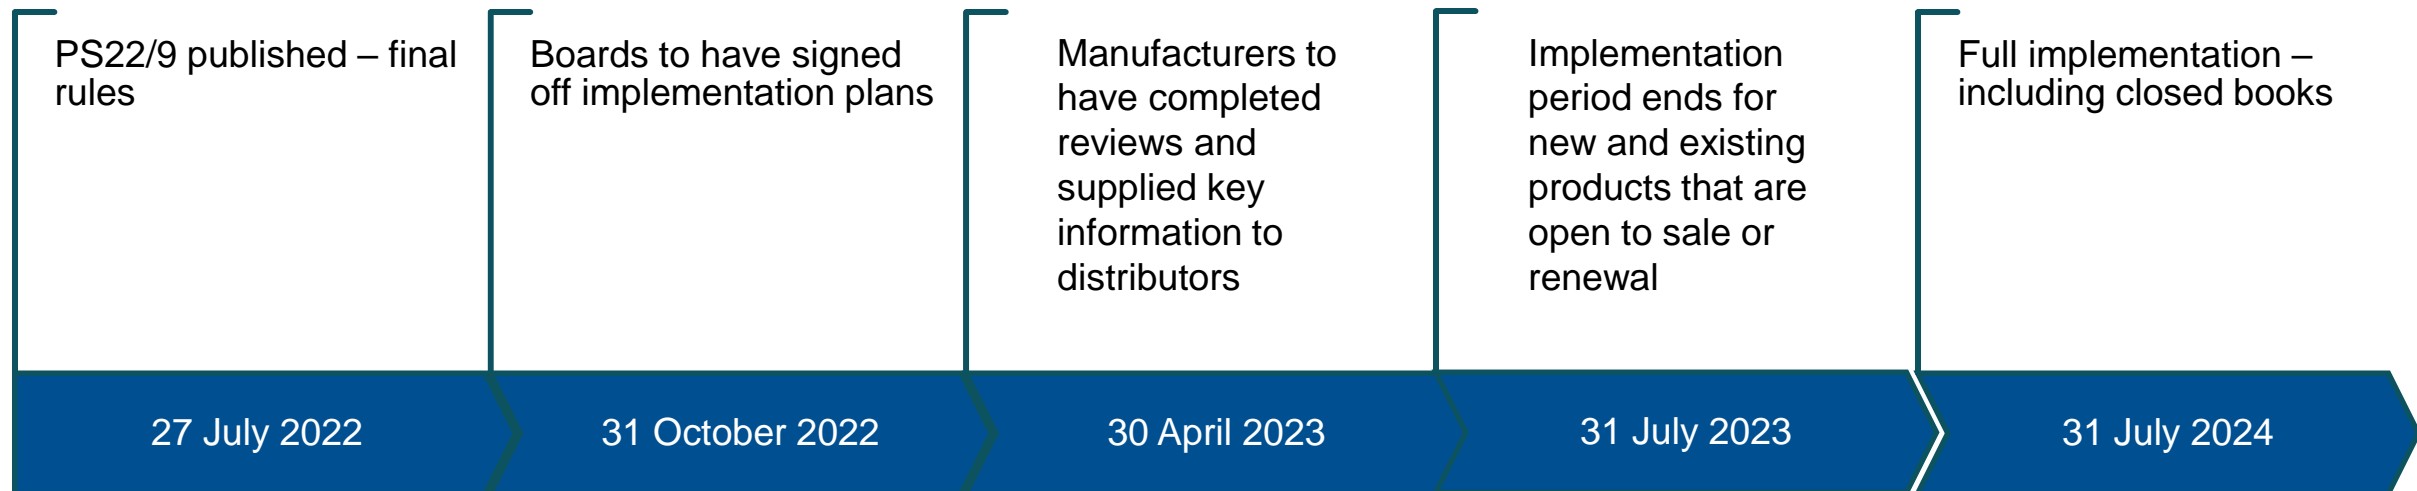 PS22/9 published – final
rules
Boards to have signed
off implementation plans
Manufacturers to
have completed
reviews and
supplied key
information to
distributors
Implementation
period ends for
new and existing
products that are
open to sale or
renewal
Full implementation –
including closed books
27 July 2022
31 October 2022
30 April 2023
31 July 2023
31 July 2024